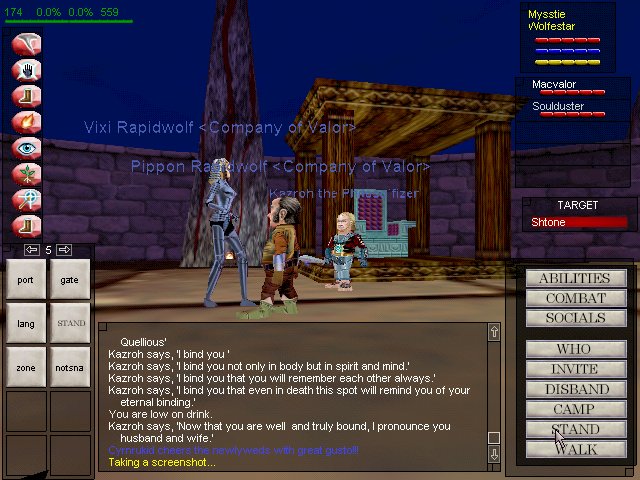 174 0.0% 0.0% 559
Mysstie
Wolfestar
Macvalor
Soulduster
TARGET
Shtone
Vixi Rapidwolf <Company of Valor>
Pippon Rapidwolf <Company of Valor>
Kazroh the
5
port gate
lang STAND
zone notsna
ABILITIES
COMBAT
SOCIALS
WHO
INVITE
DISBAND
CAMP
STAND
WALK
Quellious'
Kazroh says, 'I bind you '
Kazroh says, 'I bind you not only in body but in spirit and mind.'
Kazroh says, 'I bind you that you will remember each other always.'
Kazroh says, 'I bind you that even in death this spot will remind you of your
eternal binding.'
You are low on drink.
Kazroh says, 'Now that you are well and truly bound, I pronounce you
husband and wife.'
Cymrukid cheers the newlyweds with great gusto!!!
Taking a screenshot...